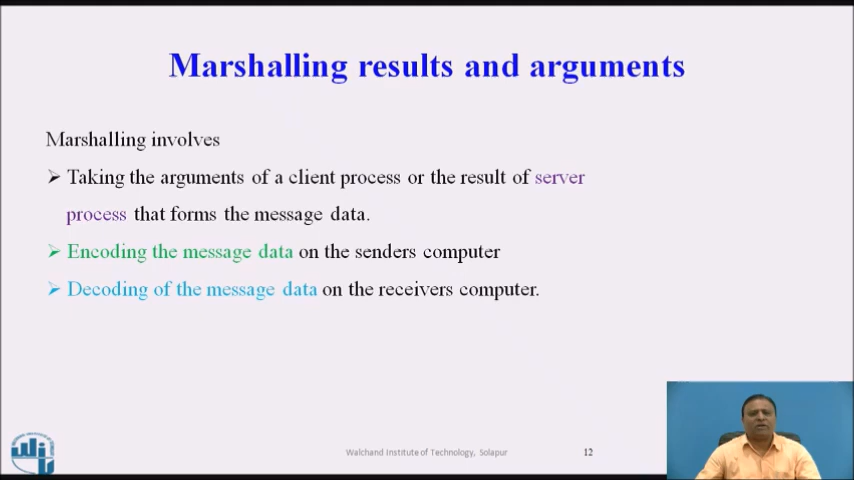 Marshalling results and arguments
Marshalling involves
➢ Taking the arguments of a client process or the result of server
process that forms the message data.
➢ Encoding the message data on the senders computer
➢ Decoding of the message data on the receivers computer.
Walchand Institute of Technology, Solapur
12